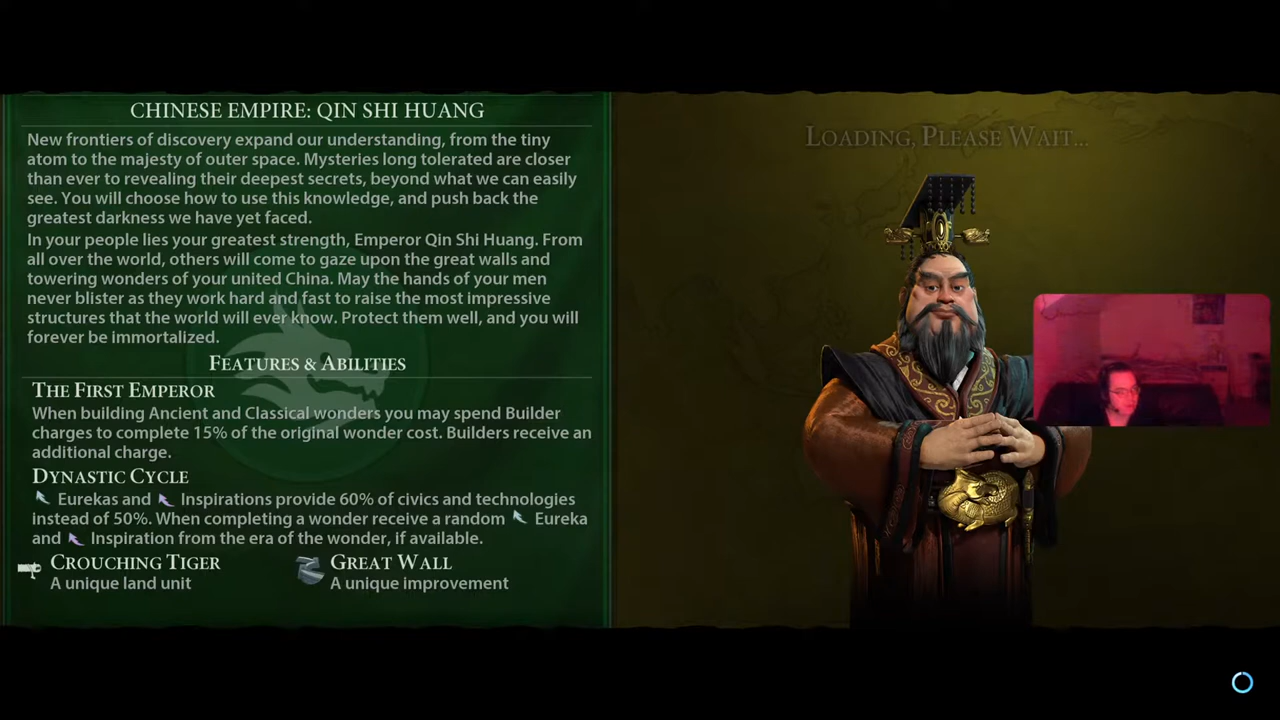 CHINESE EMPIRE: QIN SHI HUANG
LOADING, PLEASE WAIT...
New frontiers of discovery expand our understanding, from the tiny
atom to the majesty of outer space. Mysteries long tolerated are closer
than ever to revealing their deepest secrets, beyond what we can easily
see. You will choose how to use this knowledge, and push back the
greatest darkness we have yet faced.
In your people lies your greatest strength, Emperor Qin Shi Huang. From
all over the world, others will come to gaze upon the great walls and
towering wonders of your united China. May the hands of your men
never blister as they work hard and fast to raise the most impressive
structures that the world will ever know. Protect them well, and you will
forever be immortalized.
FEATURES & ABILITIES
THE FIRST EMPEROR
When building Ancient and Classical wonders you may spend Builder
charges to complete 15% of the original wonder cost. Builders receive an
additional charge.
DYNASTIC CYCLE
Eurekas and Inspirations provide 60% of civics and technologies
instead of 50%. When completing a wonder receive a random Eureka
and Inspiration from the era of the wonder, if available.
CROUCHING TIGER
A unique land unit
GREAT WALL
A unique improvement